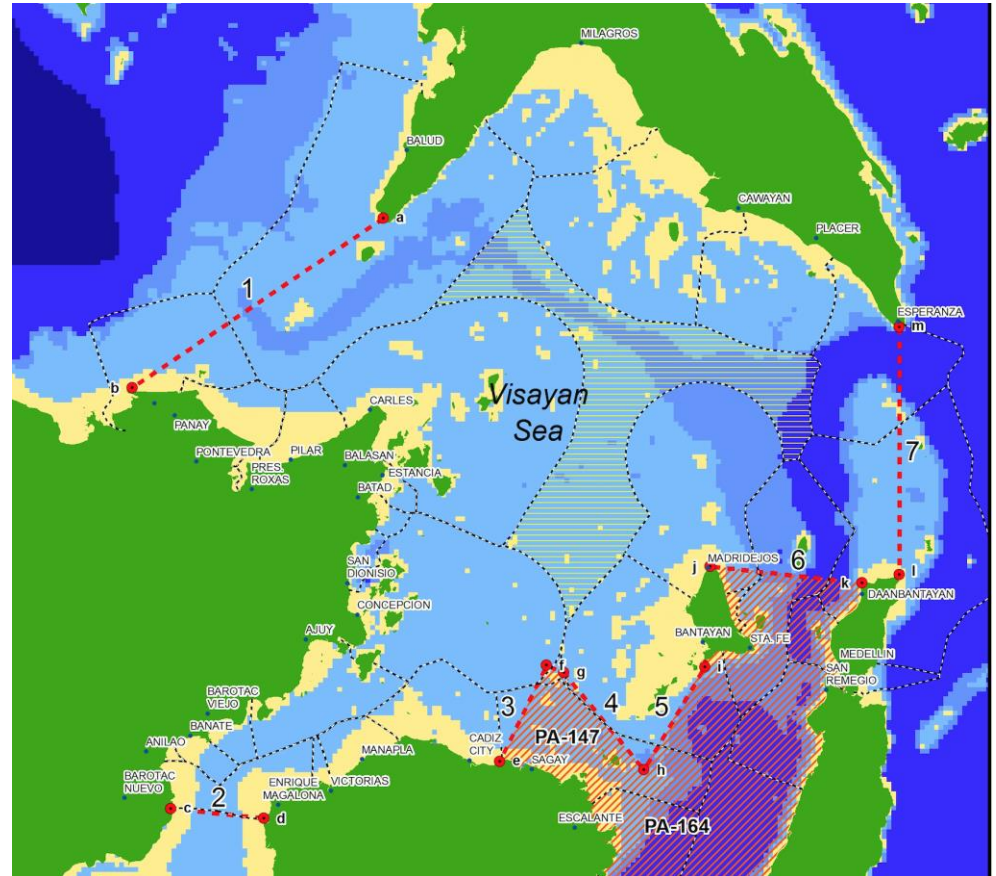 MILAGROS
BALUD
CAWAYAN
a
PLACER
1
ESPERANZA
m
b
Visayan
Sea
CARLES
PANAY
7
PONTEVEDRA
PILAR
BALASAN
PRES.
ROXAS
ESTANCIA
BATAD
SAN
DIONISIO
MADRIDEJOS
6
j
k
l
DAANBANTAYAN
CONCEPCION
AJUY
BANTAYAN
STA. FE
MEDELLIN
f
g
i
SAN
REMEGIO
BAROTAC
VIEJO
3
4
5
BANATE
PA-147
ANILAO
MANAPLA
CADIZ
CITY
e
SAGAY
h
BAROTAC
NUEVO
2
ENRIQUE
MAGALONA
VICTORIAS
c
d
ESCALANTE
PA-164